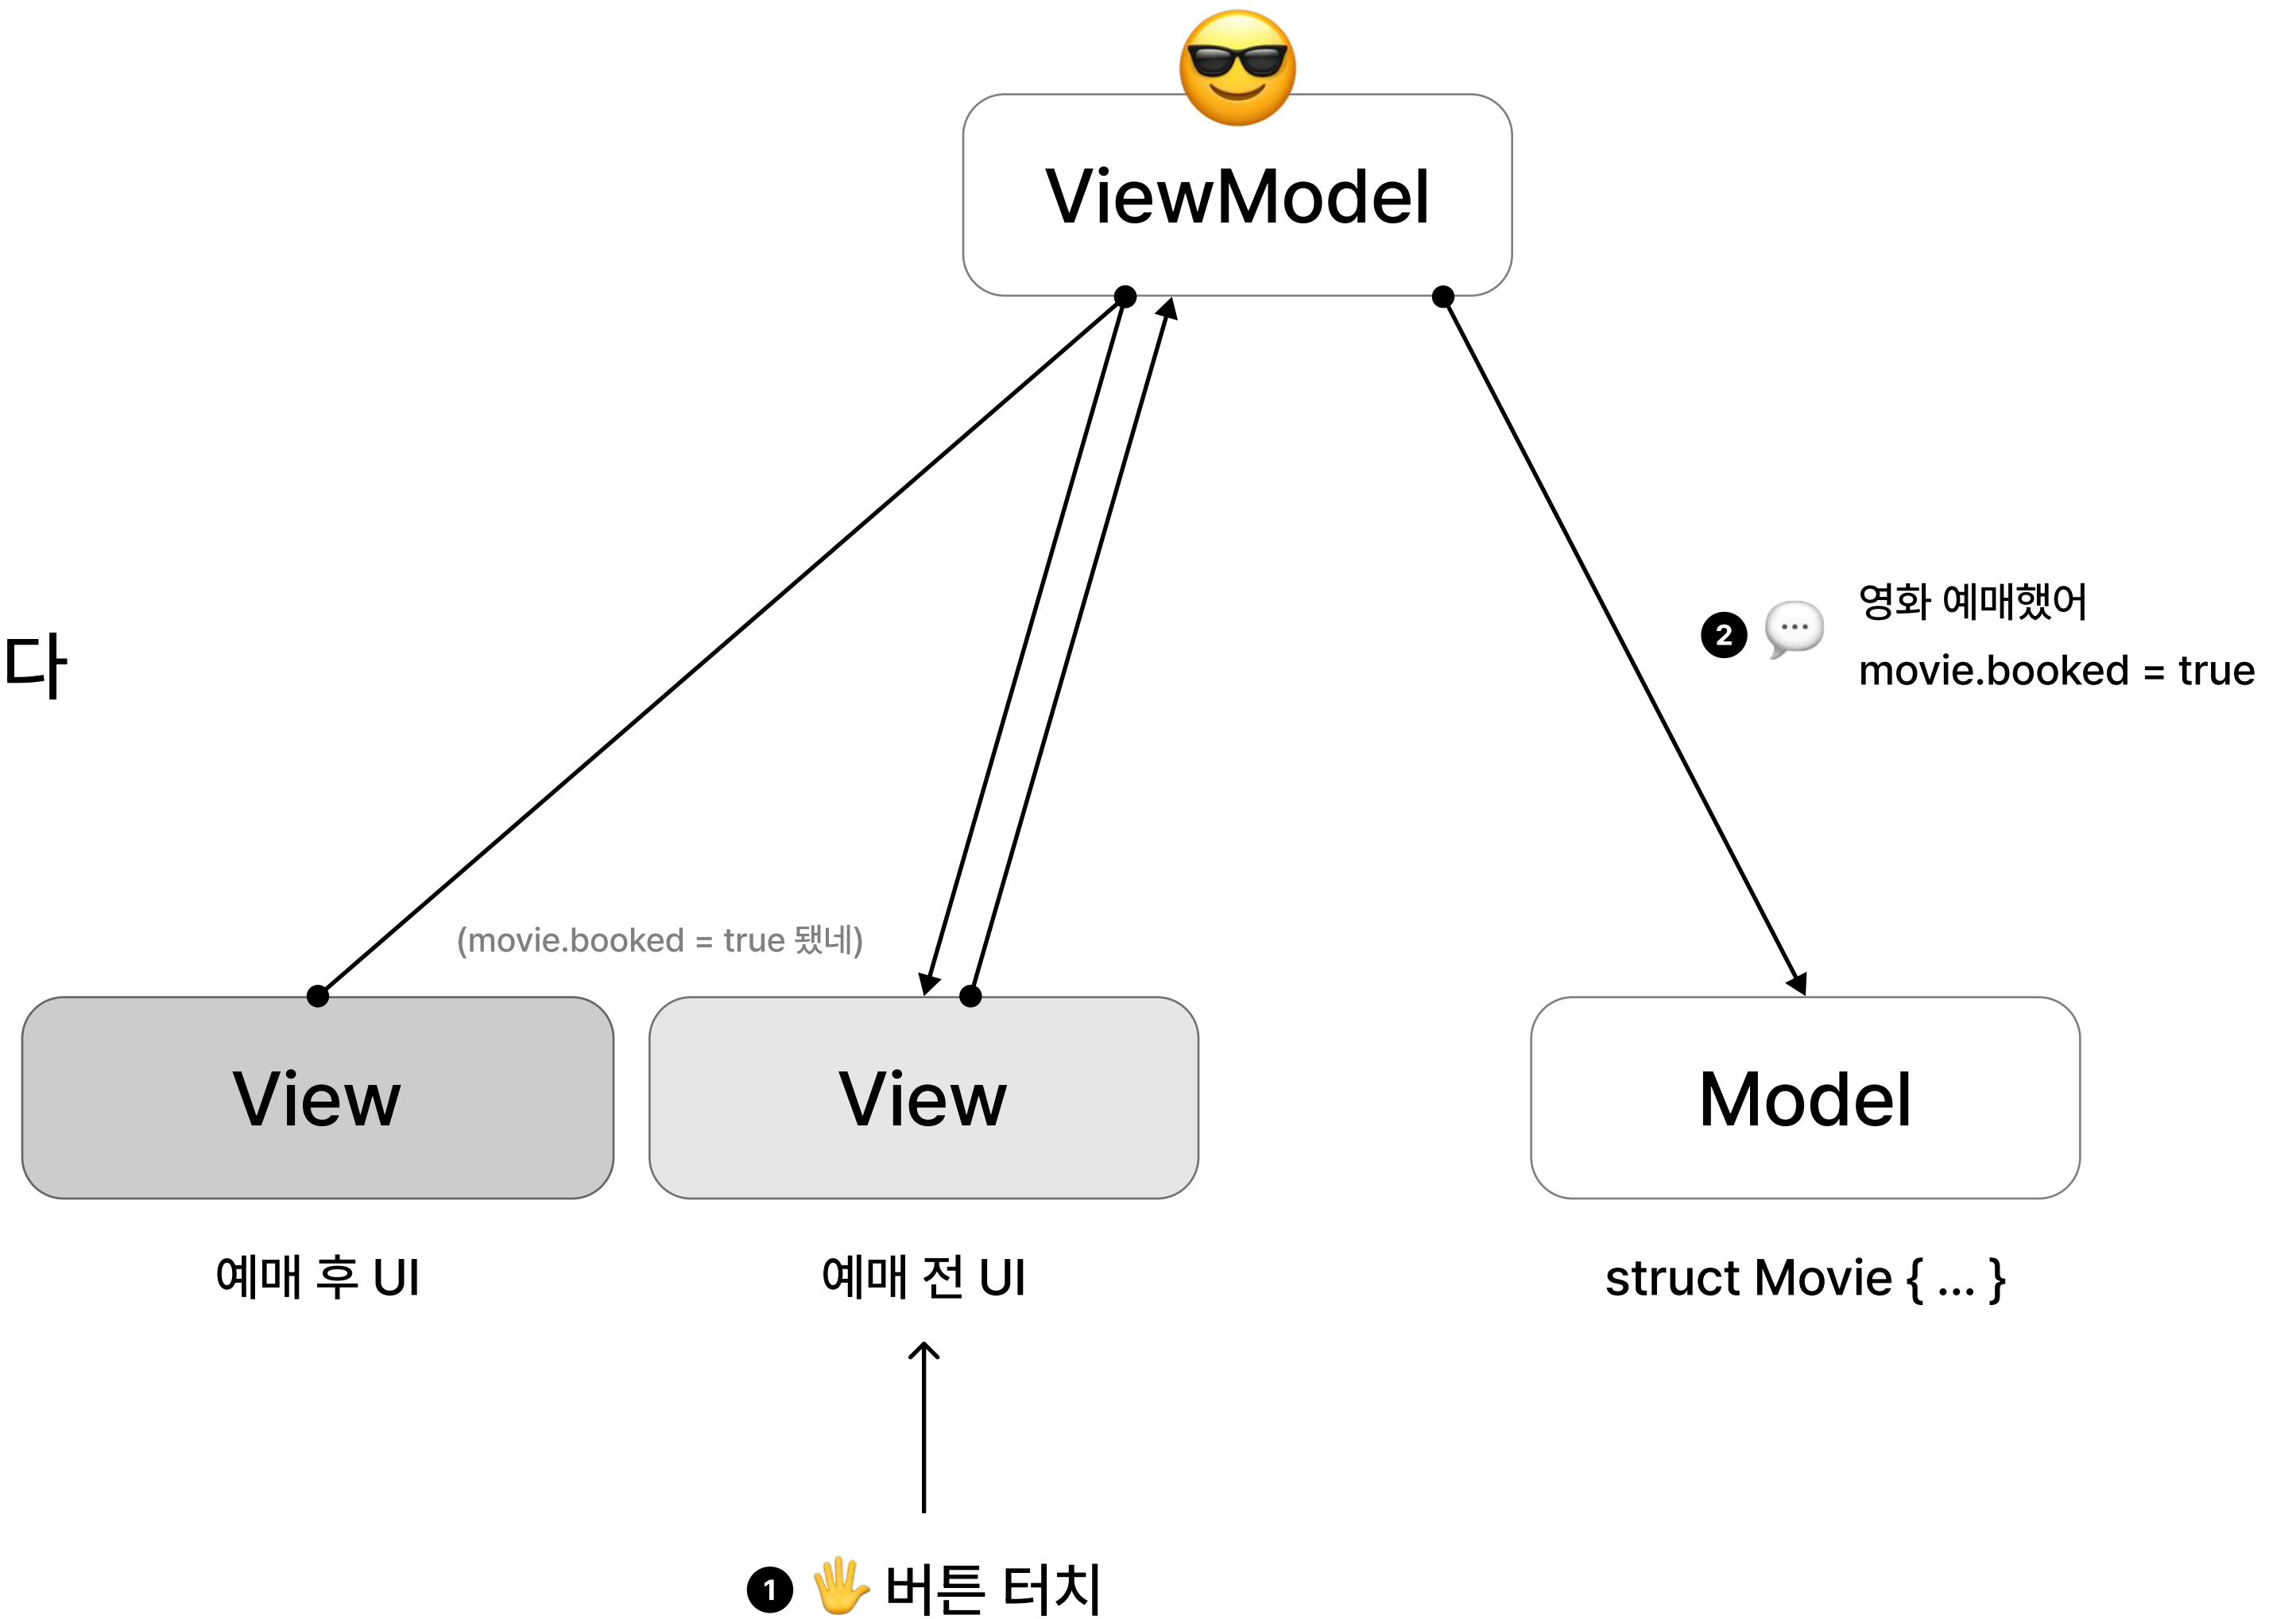 ViewModel
다
2
영화 예매했어
movie.booked = true
(movie.booked = true 됐네)
View
View
Model
예매 후 UI
예매 전 UI
struct Movie { ... }
1 버튼 터치